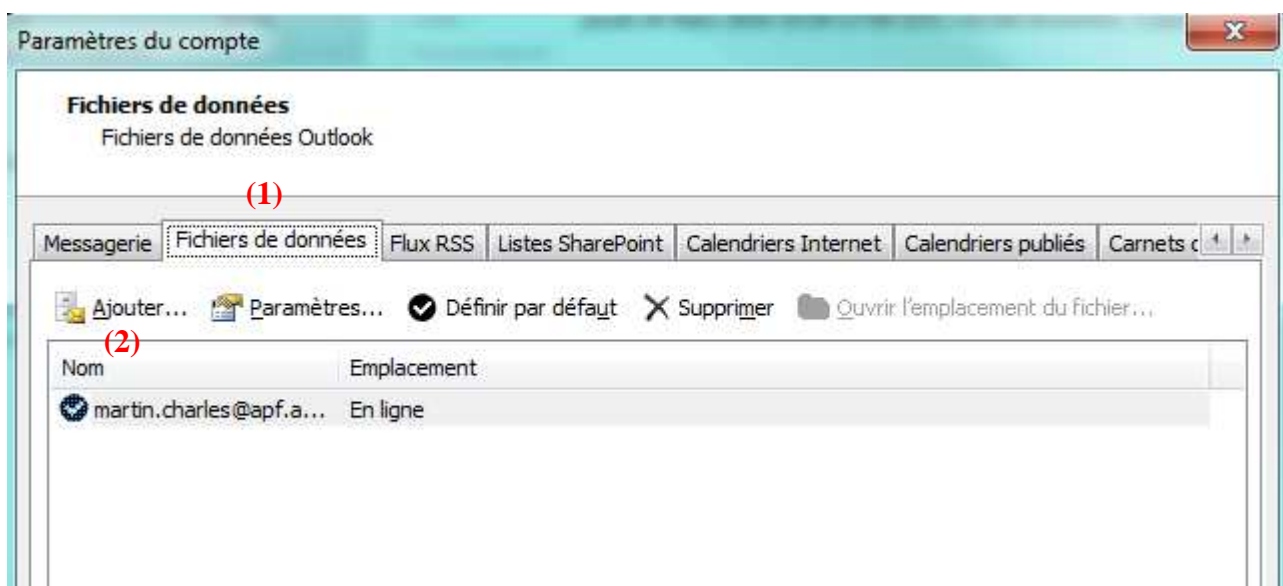 Paramètres du compte
Fichiers de données
Fichiers de données Outlook
(1)
Messagerie Fichiers de données Flux RSS Listes SharePoint Calendriers Internet Calendriers publiés Carnets
Ajouter... Paramètres... Définir par défaut Supprimer Ouvrir l'emplacement du fichier...
(2)
Nom Emplacement
martin.charles@apf.a... En ligne